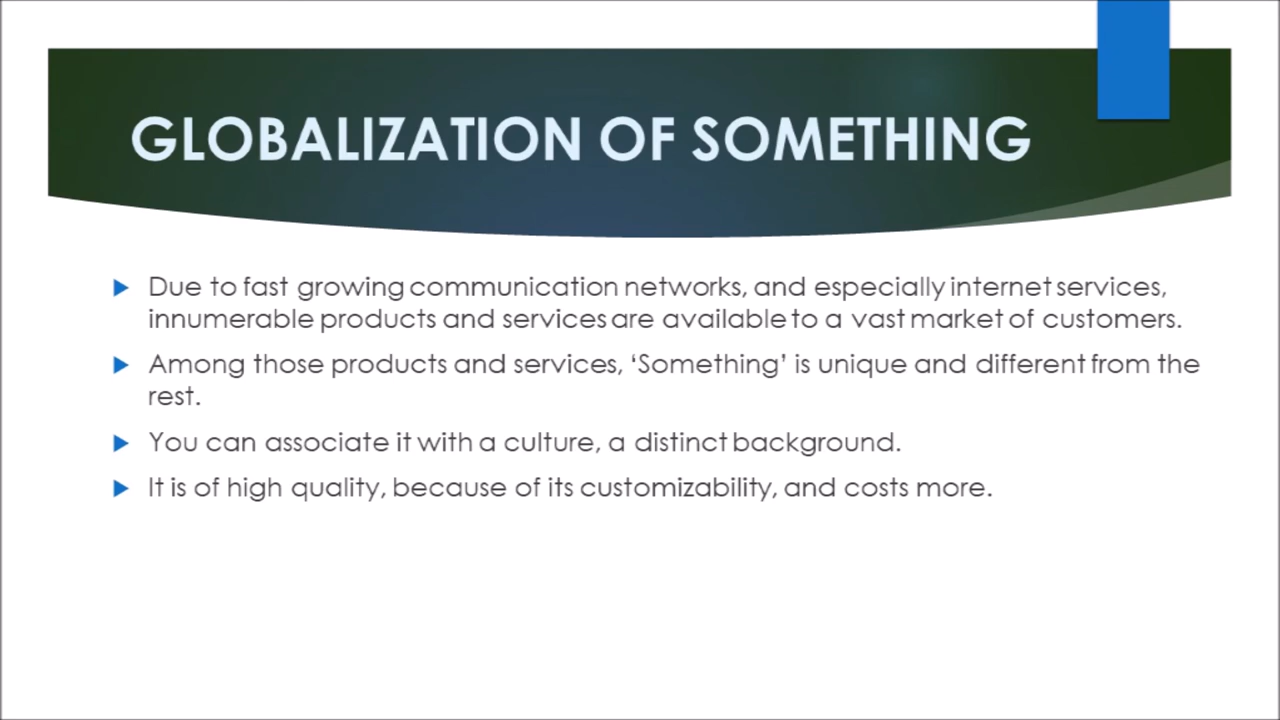 GLOBALIZATION OF SOMETHING
Due to fast growing communication networks, and especially internet services,
innumerable products and services are available to a vast market of customers.
Among those products and services, ‘Something’ is unique and different from the
rest.
You can associate it with a culture, a distinct background.
It is of high quality, because of its customizability, and costs more.